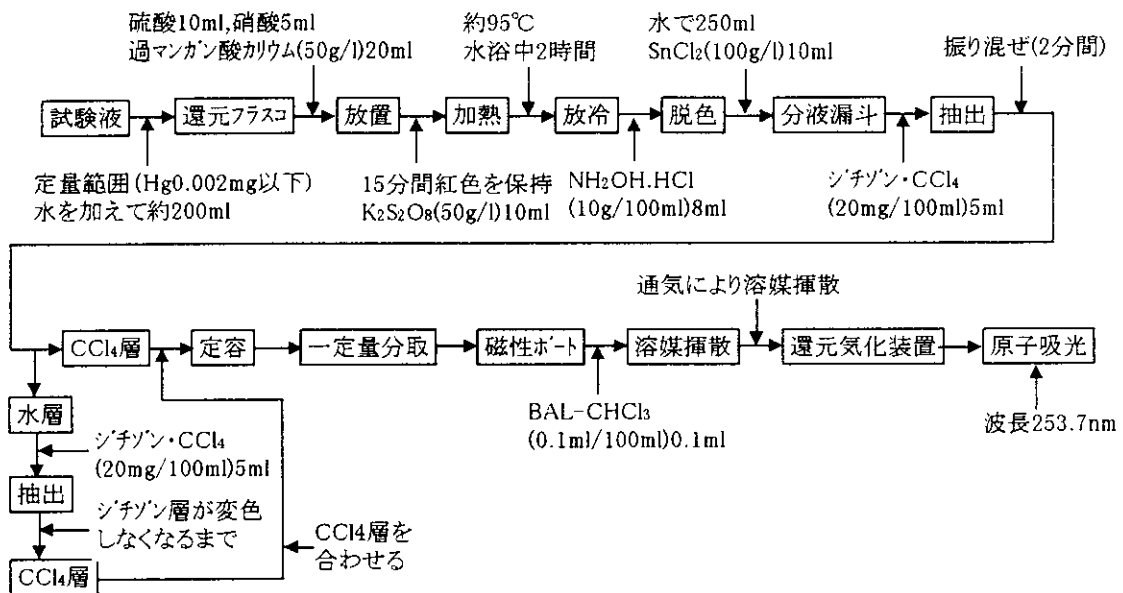 硫酸10ml,硝酸5ml
過マンガン酸カリウム(50g/l)20ml
約95℃
水浴中2時間
水で250ml
SnCl₂(100g/l)10ml
振り混ぜ(2分間)
試験液
還元フラスコ
放置
加熱
放冷
脱色
分液漏斗
抽出
定量範囲(Hg0.002mg以下)
水を加えて約200ml
15分間紅色を保持
K₂S₂O₈(50g/l)10ml
NH₂OH.HCl
(10g/100ml)8ml
ジチゾン・CCl₄
(20mg/100ml)5ml
通気により溶媒揮散
CCl₄層
定容
一定量分取
磁性ボート
溶媒揮散
還元気化装置
原子吸光
BAL-CHCl₃
(0.1ml/100ml)0.1ml
波長253.7nm
水層
ジチゾン・CCl₄
(20mg/100ml)5ml
抽出
ジチゾン層が変色
しなくなるまで
CCl4層を
合わせる
CCl₄層